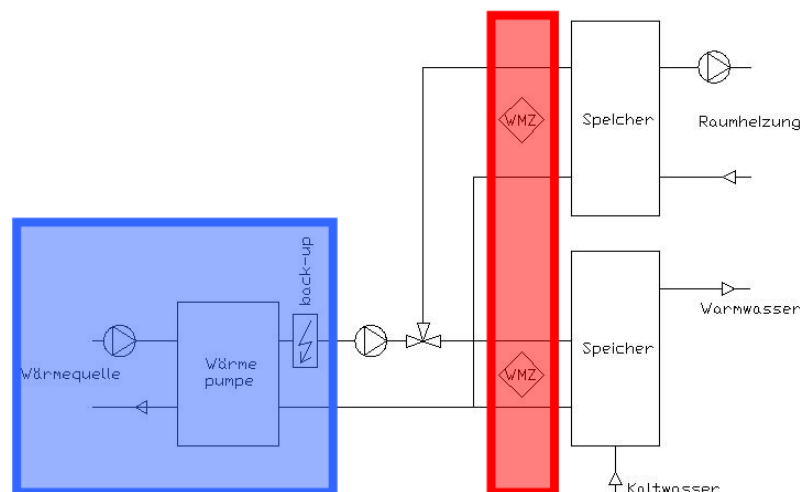 WMZ
Speicher
Raumheizung
back-up
Warmwasser
Wärmequelle
Wärme
pumpe
WMZ
Speicher
Kaltwasser